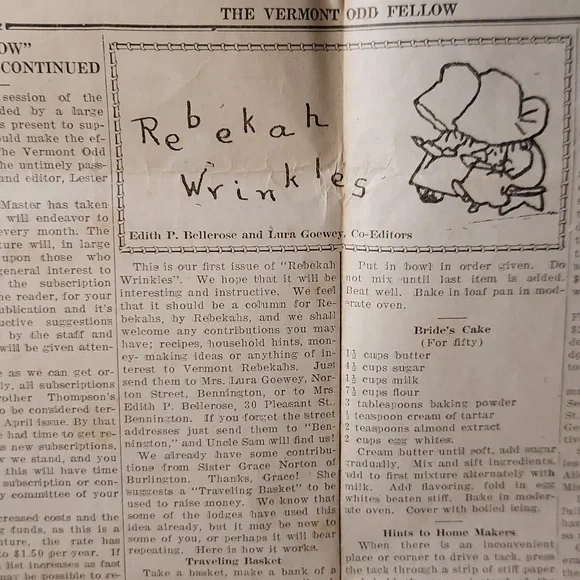 THE VERMONT ODD FELLOW
OW"
CONTINUED
session of the
ded by a large
s present to sup-
ould make the ef-
The Vermont Odd
the untimely pass-
and editor, Lester
Master has taken
will endeavor to
every month. The
ture will, in large
upon those who
general interest to
the subscription
he reader, for your
ublication and it's
uctive suggestions
by the staff and
will be given atten-
e as we can get or-
ly, all subscriptions
rother Thompson's
o be considered ter-
April issue. By that
e had time to get re-
s new subscriptions,
w we stand, and you
this will have time
subscription or con-
y committee of your
creased costs and the
g funds, as this is a
nture, the rate has
to $1.50 per year. If
list increases as fast
may be possible to re-
Rebekah
Wrinkles
Edith P. Bellerose and Lura Goewey, Co-Editors
This is our first issue of "Rebekah
Wrinkles". We hope that it will be
interesting and instructive. We feel
that it should be a column for Re-
bekahs, by Rebekahs, and we shall
welcome any contributions you may
have; recipes, household hints, mon-
ey- making ideas or anything of in-
terest to Vermont Rebekahs. Just
send them to Mrs. Lura Goewey, Nor-
ton Street, Bennington, or to Mrs.
Edith P. Bellerose, 30 Pleasant St.,
Bennington. If you forget the street
addresses just send them to "Ben-
nington," and Uncle Sam will find us!
We already have some contribu-
tions from Sister Grace Norton of
Burlington. Thanks, Grace! She
suggests a "Traveling Basket" to be
used to raise money. We know that
some of the lodges have used this
idea already, but it may be new to
some of you, or perhaps it will bear
repeating. Here is how it works.
Traveling Basket
Take a basket, make a bank of a
Put in bowl in order given. Do
not mix until last item is added.
Beat well. Bake in loaf pan in mod-
erate oven.
Bride's Cake
(For fifty)
1½ cups butter
4½ cups sugar
1½ cups milk
7½ cups flour
3 tablespoons baking powder
teaspoon cream of tartar
2 teaspoons almond extract
2 cups egg whites.
Cream butter until soft, add sugar
gradually. Mix and sift ingredients,
add to first mixture alternately with
milk. Add flavoring, fold in egg
whites beaten stiff. Bake in moder-
ate oven. Cover with boiled icing.
Hints to Home Makers
When there is an inconvenient
place or corner to drive a tack, press
the tack through a strip of stiff paper